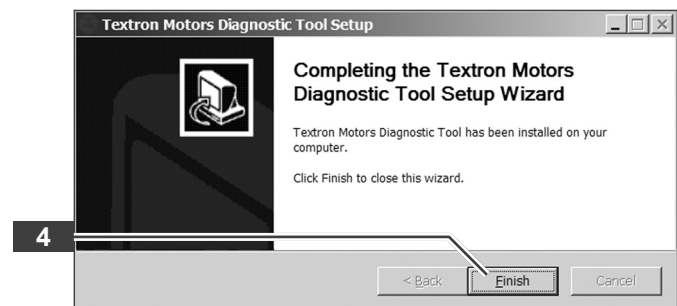 Textron Motors Diagnostic Tool Setup
Completing the Textron Motors
Diagnostic Tool Setup Wizard
Textron Motors Diagnostic Tool has been installed on your
computer.
Click Finish to close this wizard.
4
< Back
Finish
Cancel